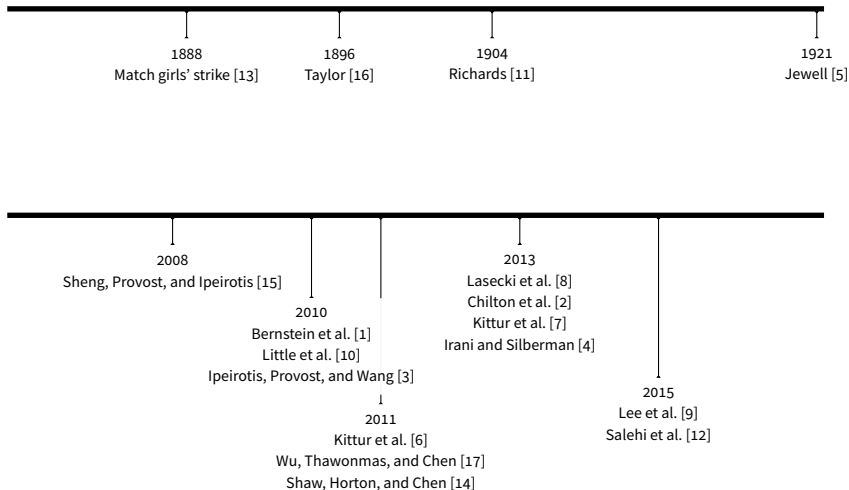 1888
Match girls' strike [13]
1896
Taylor [16]
1904
Richards [11]
1921
Jewell [5]
2008
Sheng, Provost, and Ipeirotis [15]
2010
Bernstein et al. [1]
Little et al. [10]
Ipeirotis, Provost, and Wang [3]
2011
Kittur et al. [6]
Wu, Thawonmas, and Chen [17]
Shaw, Horton, and Chen [14]
2013
Lasecki et al. [8]
Chilton et al. [2]
Kittur et al. [7]
Irani and Silberman [4]
2015
Lee et al. [9]
Salehi et al. [12]